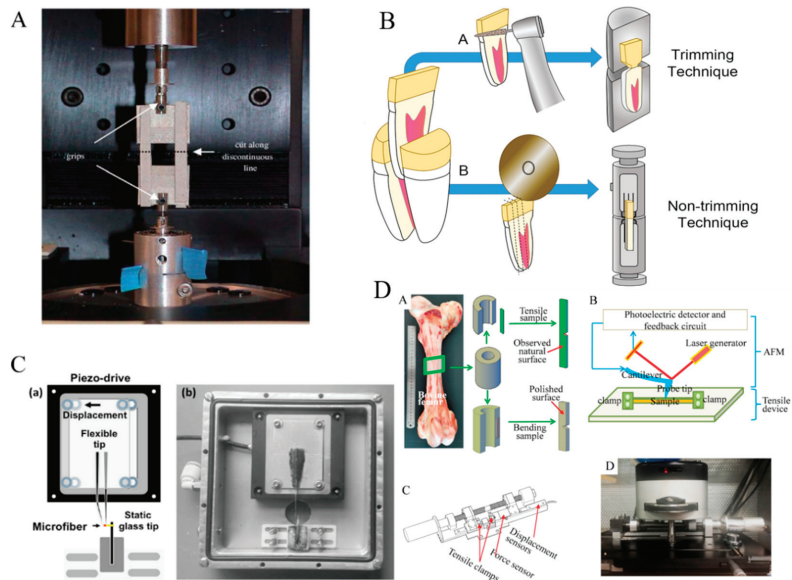 A
grips
cut along
discontinuous
line
B
A
Trimming
Technique
B
Non-trimming
Technique
C
(a)
Piezo-drive
Displacement
Flexible
tip
Microfiber
Static
glass tip
(b)
D
A
Bovine
femur
Tensile
sample
Observed
natural
surface
Polished
surface
Bending
sample
B
Photoelectric detector and
feedback circuit
Laser generator
Cantilever
Probe tip
clamp
Sample
clamp
AFM
Tensile
device
C
Tensile clamps
Force sensor
Displacement
sensors
D